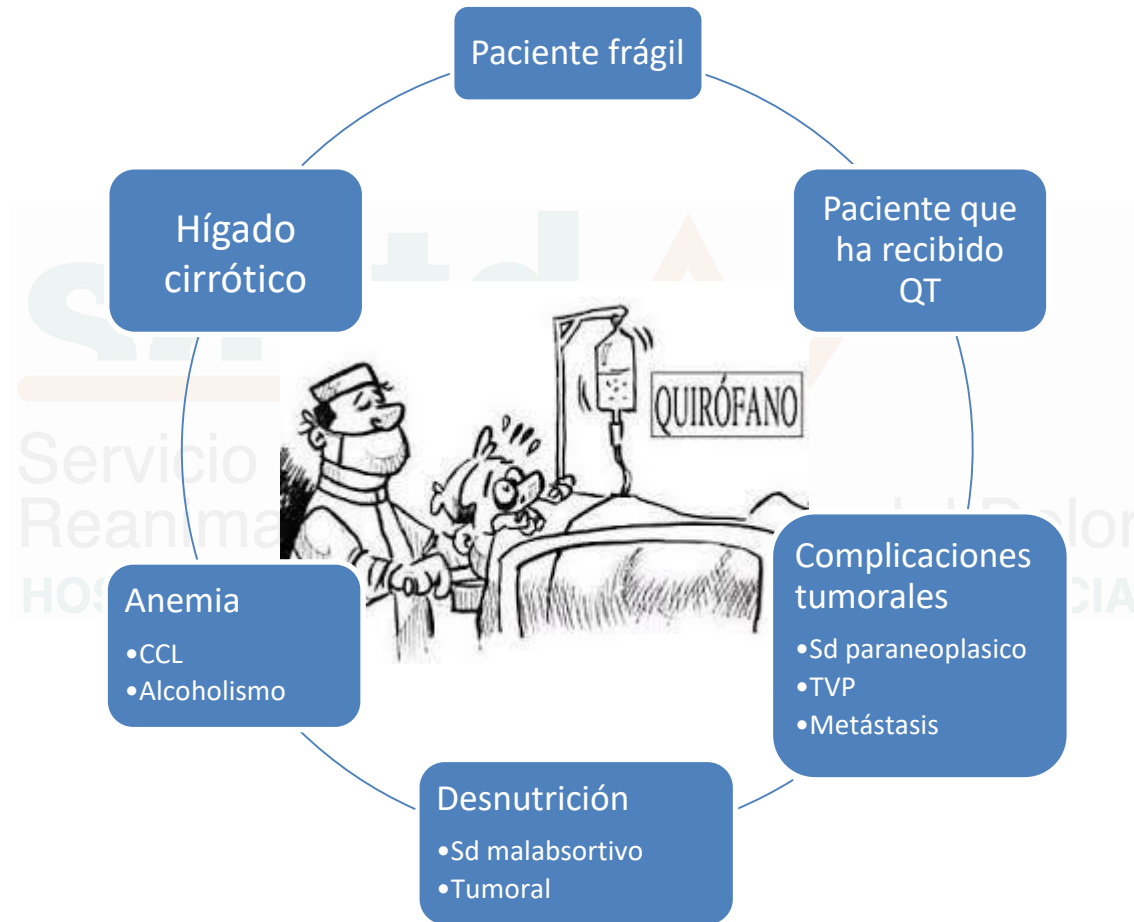 Paciente frágil
Paciente que
ha recibido
QT
Complicaciones
tumorales
•Sd paraneoplasico
•TVP
•Metástasis
Desnutrición
•Sd malabsortivo
•Tumoral
Anemia
•CCL
•Alcoholismo
Hígado
cirrótico
QUIRÓFANO
Servicio